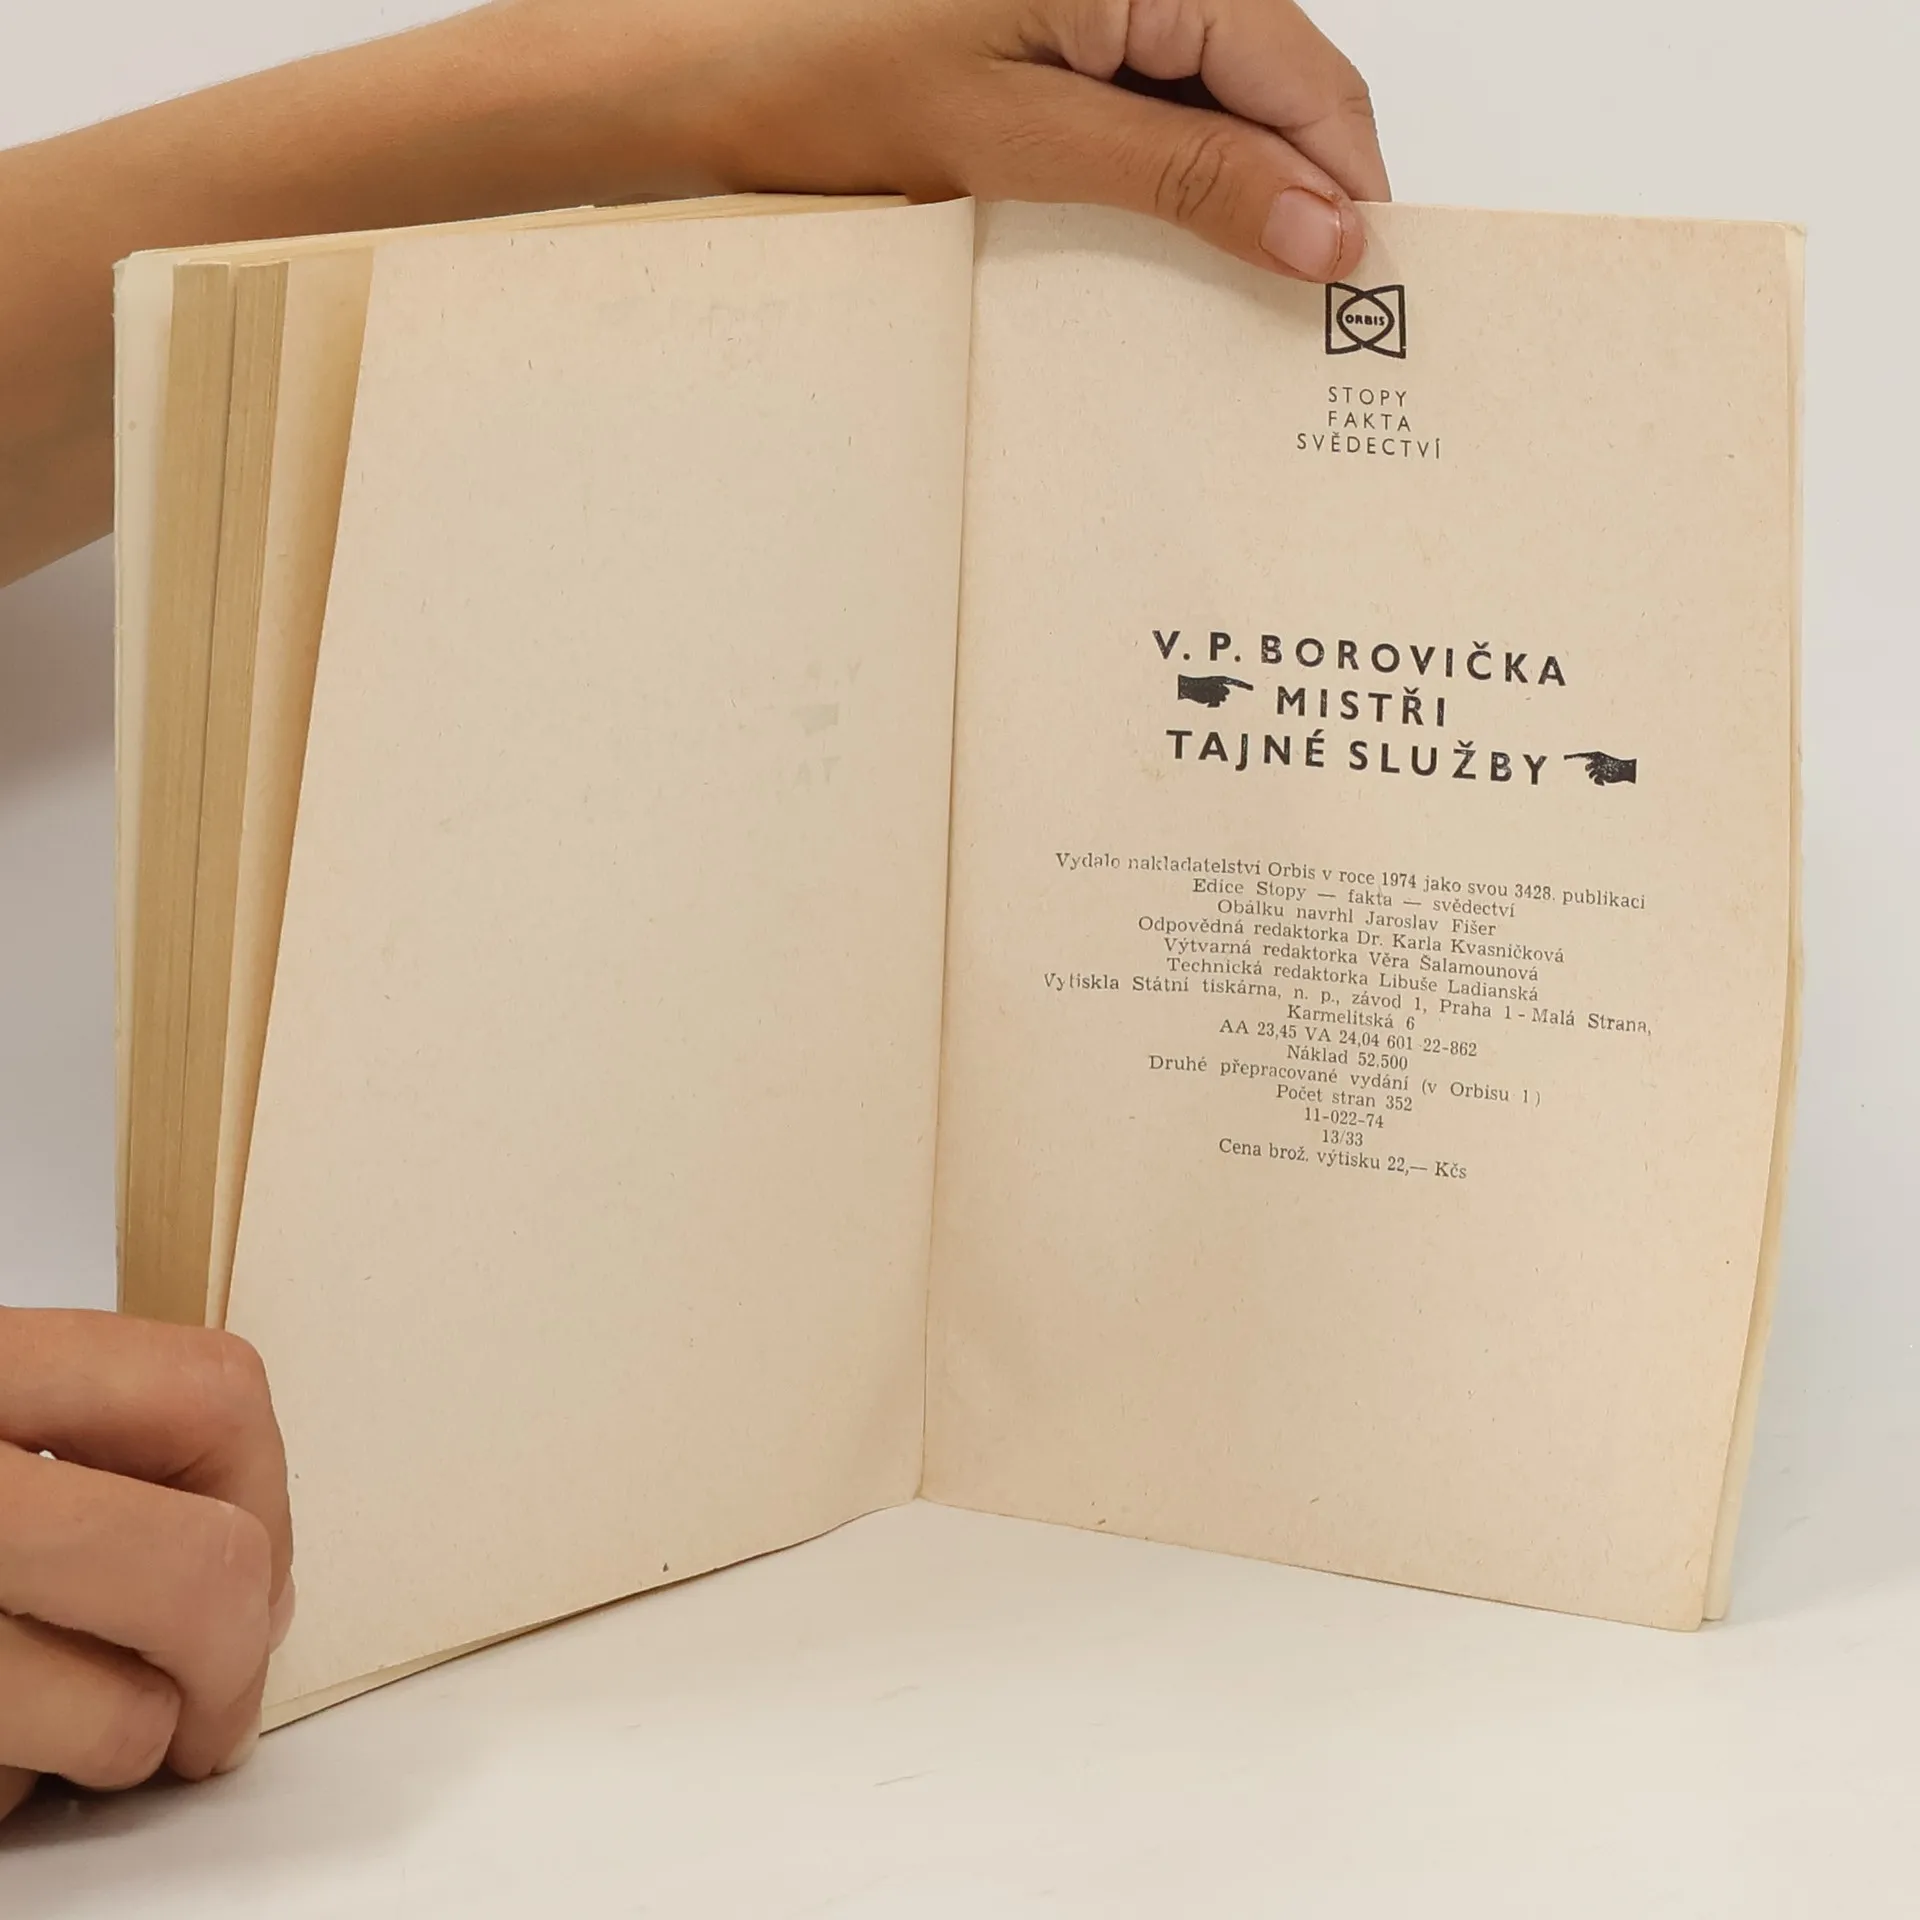 ORBIS
STOPY
FAKTA
SVĚDECTVÍ
V. P. BOROVIČKA
MISTŘI
TAJNÉ SLUŽBY
Vydalo nakladatelství Orbis v roce 1974 jako svou 3428. publikaci
Edice Stopy — fakta — svědectví
Obálku navrhl Jaroslav Fišer
Odpovědná redaktorka Dr. Karla Kvasničková
Výtvarná redaktorka Věra Šalamounová
Technická redaktorka Libuše Ladianská
Vytiskla Státní tiskárna, n. p., závod 1, Praha 1 - Malá Strana,
Karmelitská 6
AA 23,45 VA 24,04 601 22-862
Náklad 52.500
Druhé přepracované vydání (v Orbisu 1)
Počet stran 352
11-022-74
13/33
Cena brož. výtisku 22,— Kčs